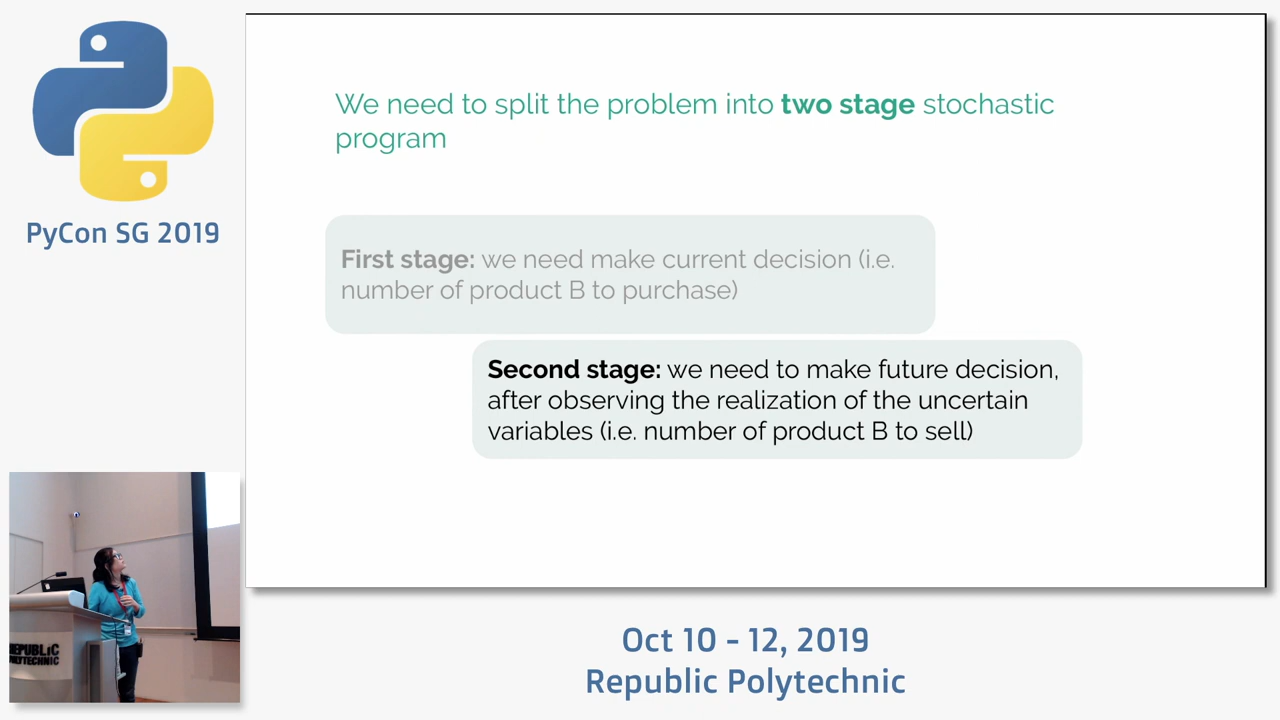 PyCon SG 2019
We need to split the problem into two stage stochastic
program
First stage: we need make current decision (i.e.
number of product B to purchase)
Second stage: we need to make future decision,
after observing the realization of the uncertain
variables (i.e. number of product B to sell)
REPUBLIC
POLYTECHNIC
Oct 10 - 12, 2019
Republic Polytechnic